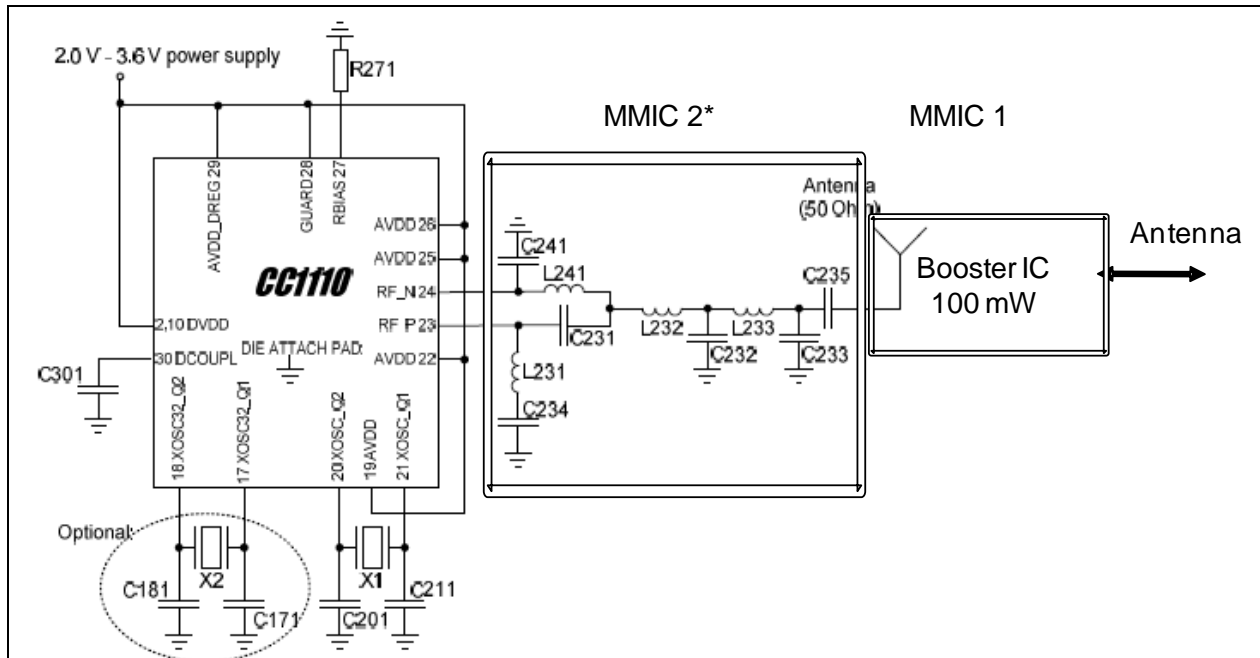 2.0 V - 3.6 V power supply
R271
MMIC 2*
MMIC 1
AVDD_DREG 29
GUARD 28
RBIAS 27
Antenna
(50 Ohm)
AVDD 26
AVDD 25
RF_N 24
RF_P 23
AVDD 22
CC1110
2,10 DVDD
30 DCOUPL
DIE ATTACH PAD:
18 XOSC32_Q2
17 XOSC32_Q1
20 XOSC_Q2
19 AVDD
21 XOSC_Q1
C301
C241
L241
C231
L231
C234
L232
C232
L233
C233
C235
Booster IC
100 mW
Antenna
Optional:
C181
X2
C171
X1
C201
C211